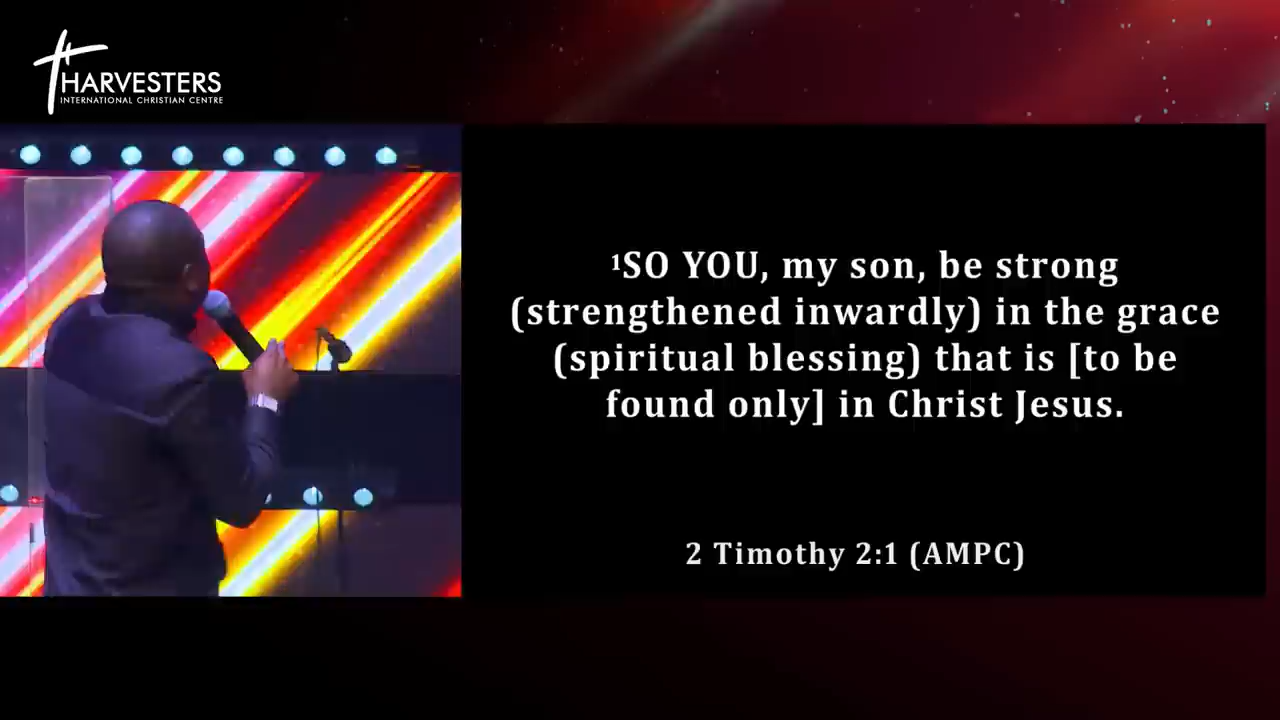 HARVESTERS
INTERNATIONAL CHRISTIAN CENTRE
¹SO YOU, my son, be strong
(strengthened inwardly) in the grace
(spiritual blessing) that is [to be
found only] in Christ Jesus.
2 Timothy 2:1 (AMPC)